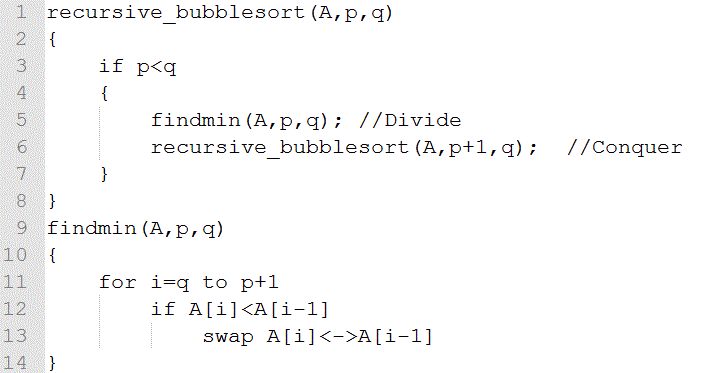 1 recursive_bubblesort(A,p,q)
2 {
3     if p<q
4     {
5         findmin(A,p,q); //Divide
6         recursive_bubblesort(A,p+1,q);  //Conquer
7     }
8 }
9 findmin(A,p,q)
10 {
11     for i=q to p+1
12         if A[i]<A[i-1]
13             swap A[i]<->A[i-1]
14 }